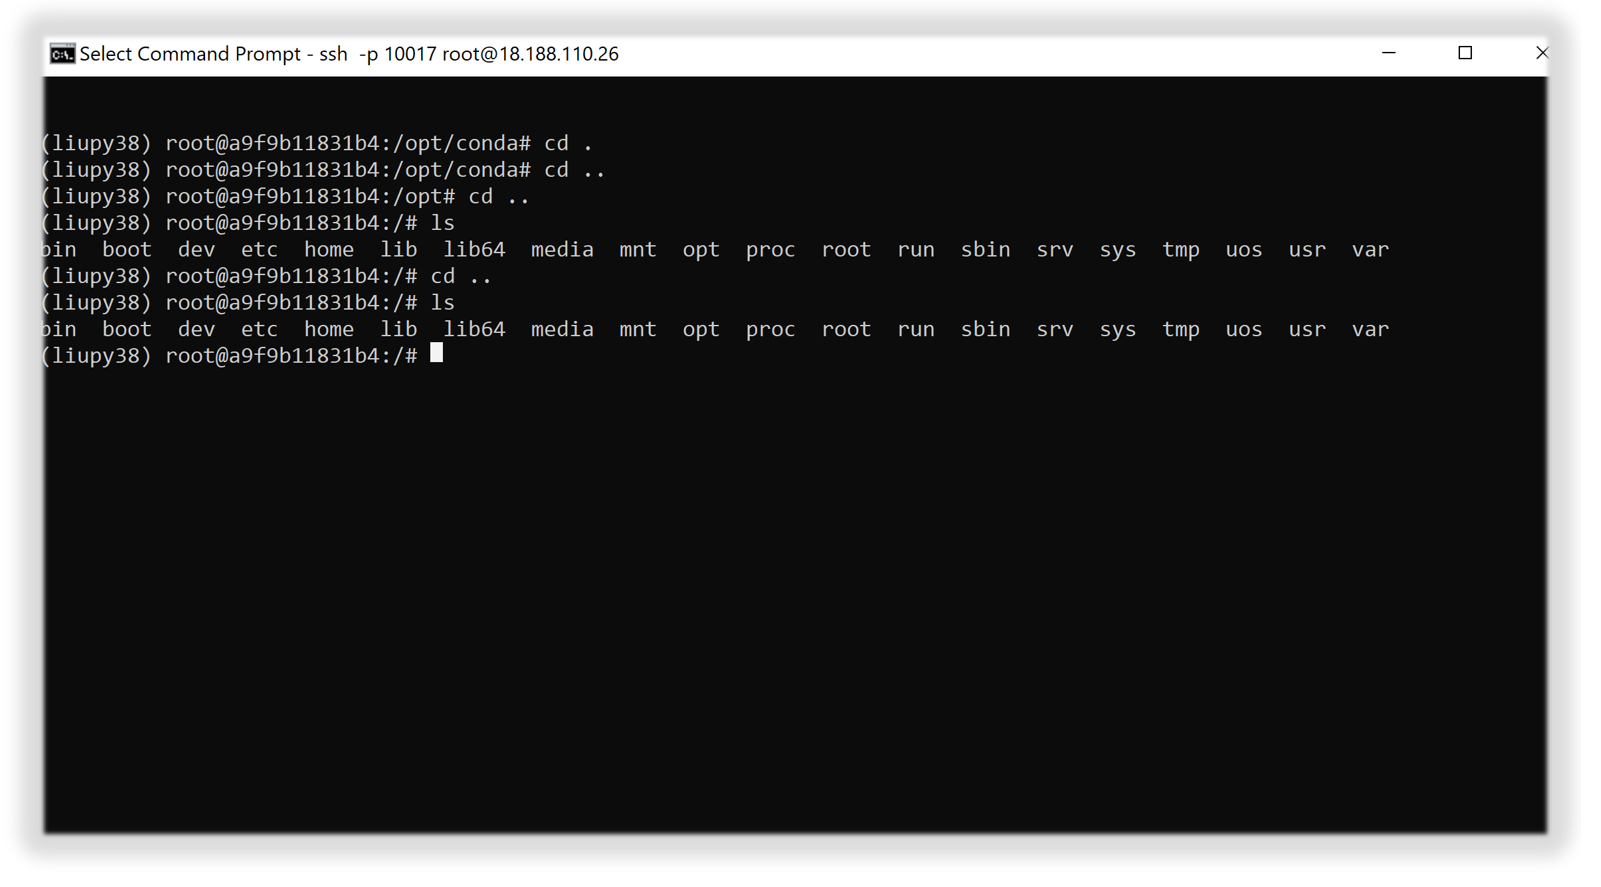 Select Command Prompt - ssh  -p 10017 root@18.188.110.26
(liupy38) root@a9f9b11831b4:/opt/conda# cd .
(liupy38) root@a9f9b11831b4:/opt/conda# cd ..
(liupy38) root@a9f9b11831b4:/opt# cd ..
(liupy38) root@a9f9b11831b4:/# ls
bin  boot  dev  etc  home  lib  lib64  media  mnt  opt  proc  root  run  sbin  srv  sys  tmp  uos  usr  var
(liupy38) root@a9f9b11831b4:/# cd ..
(liupy38) root@a9f9b11831b4:/# ls
bin  boot  dev  etc  home  lib  lib64  media  mnt  opt  proc  root  run  sbin  srv  sys  tmp  uos  usr  var
(liupy38) root@a9f9b11831b4:/#